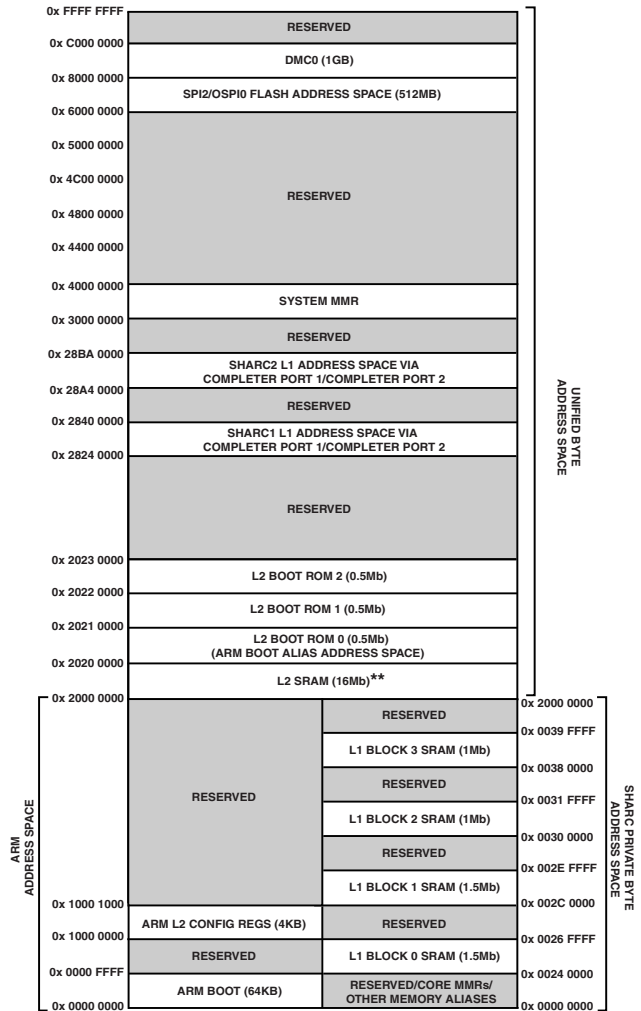 0x FFFF FFFF
RESERVED
0x C000 0000
DMC0 (1GB)
0x 8000 0000
SPI2/OSPI0 FLASH ADDRESS SPACE (512MB)
0x 6000 0000
0x 5000 0000
0x 4C00 0000
RESERVED
0x 4800 0000
0x 4400 0000
0x 4000 0000
SYSTEM MMR
0x 3000 0000
RESERVED
0x 28BA 0000
SHARC2 L1 ADDRESS SPACE VIA
COMPLETER PORT 1/COMPLETER PORT 2
0x 28A4 0000
RESERVED
0x 2840 0000
SHARC1 L1 ADDRESS SPACE VIA
COMPLETER PORT 1/COMPLETER PORT 2
0x 2824 0000
RESERVED
0x 2023 0000
L2 BOOT ROM 2 (0.5Mb)
0x 2022 0000
L2 BOOT ROM 1 (0.5Mb)
0x 2021 0000
L2 BOOT ROM 0 (0.5Mb)
(ARM BOOT ALIAS ADDRESS SPACE)
0x 2020 0000
L2 SRAM (16Mb)**
0x 2000 0000
UNIFIED BYTE
ADDRESS SPACE
ARM
ADDRESS SPACE
RESERVED
0x 1000 1000
ARM L2 CONFIG REGS (4KB)
0x 1000 0000
RESERVED
0x 0000 FFFF
ARM BOOT (64KB)
0x 0000 0000
0x 2000 0000
RESERVED
0x 0039 FFFF
L1 BLOCK 3 SRAM (1Mb)
0x 0038 0000
RESERVED
0x 0031 FFFF
L1 BLOCK 2 SRAM (1Mb)
0x 0030 0000
RESERVED
0x 002E FFFF
L1 BLOCK 1 SRAM (1.5Mb)
0x 002C 0000
RESERVED
0x 0026 FFFF
L1 BLOCK 0 SRAM (1.5Mb)
0x 0024 0000
RESERVED/CORE MMRs/
OTHER MEMORY ALIASES
0x 0000 0000
SHARC PRIVATE BYTE
ADDRESS SPACE